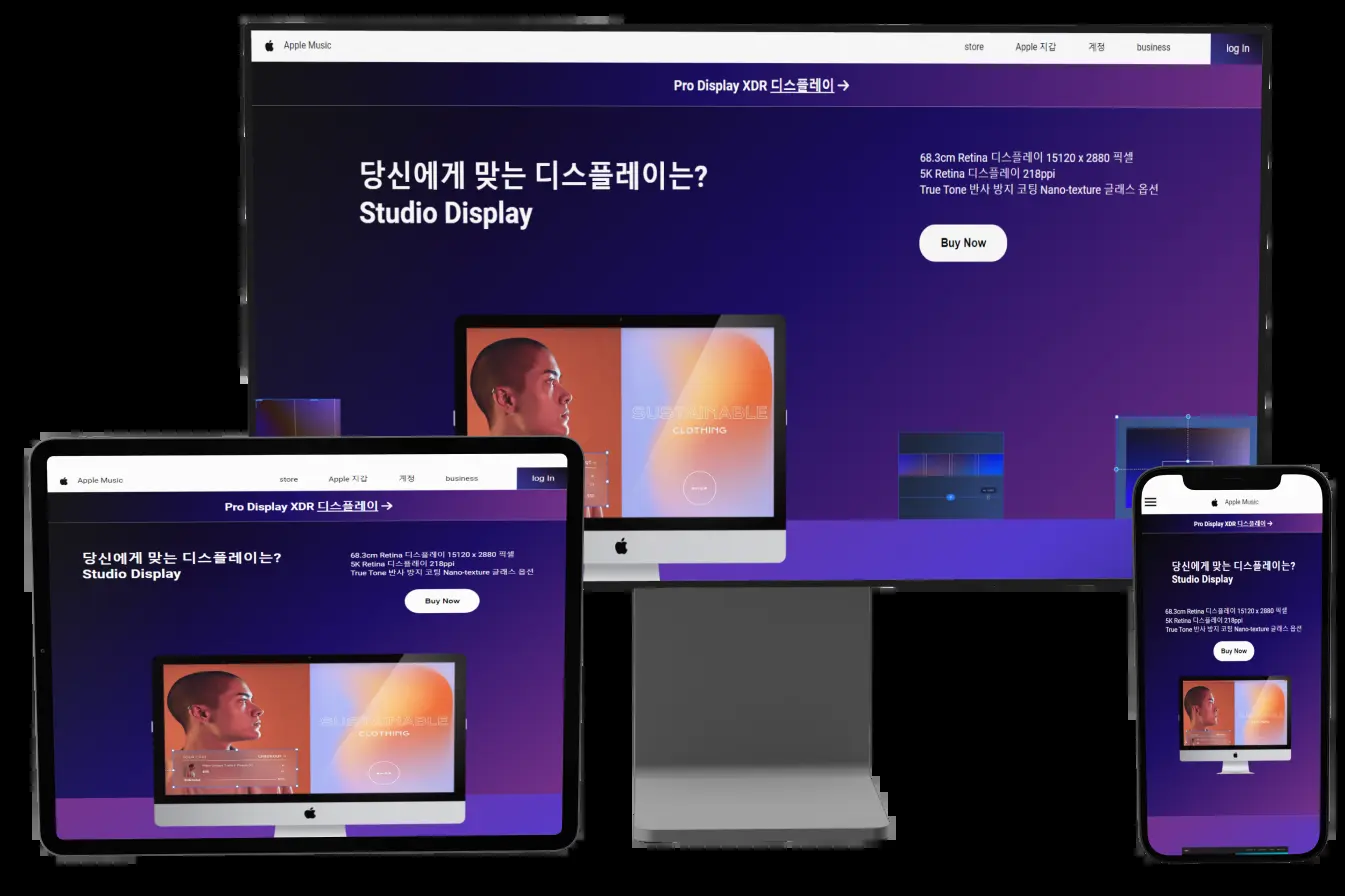 Apple Music
store
Apple 지갑
계정
business
log In
Pro Display XDR 디스플레이 →
당신에게 맞는 디스플레이는?
Studio Display
68.3cm Retina 디스플레이 15120 x 2880 픽셀
5K Retina 디스플레이 218ppi
True Tone 반사 방지 코팅 Nano-texture 글래스 옵션
Buy Now
SUSTAINABLE
CLOTHING
Apple Music
store
Apple 지갑
계정
business
log In
Pro Display XDR 디스플레이 →
당신에게 맞는 디스플레이는?
Studio Display
68.3cm Retina 디스플레이 15120 x 2880 픽셀
5K Retina 디스플레이 218ppi
True Tone 반사 방지 코팅 Nano-texture 글래스 옵션
Buy Now
SUSTAINABLE
CLOTHING
Apple Music
Pro Display XDR 디스플레이 →
당신에게 맞는 디스플레이는?
Studio Display
68.3cm Retina 디스플레이 15120 x 2880 픽셀
5K Retina 디스플레이 218ppi
True Tone 반사 방지 코팅 Nano-texture 글래스 옵션
Buy Now